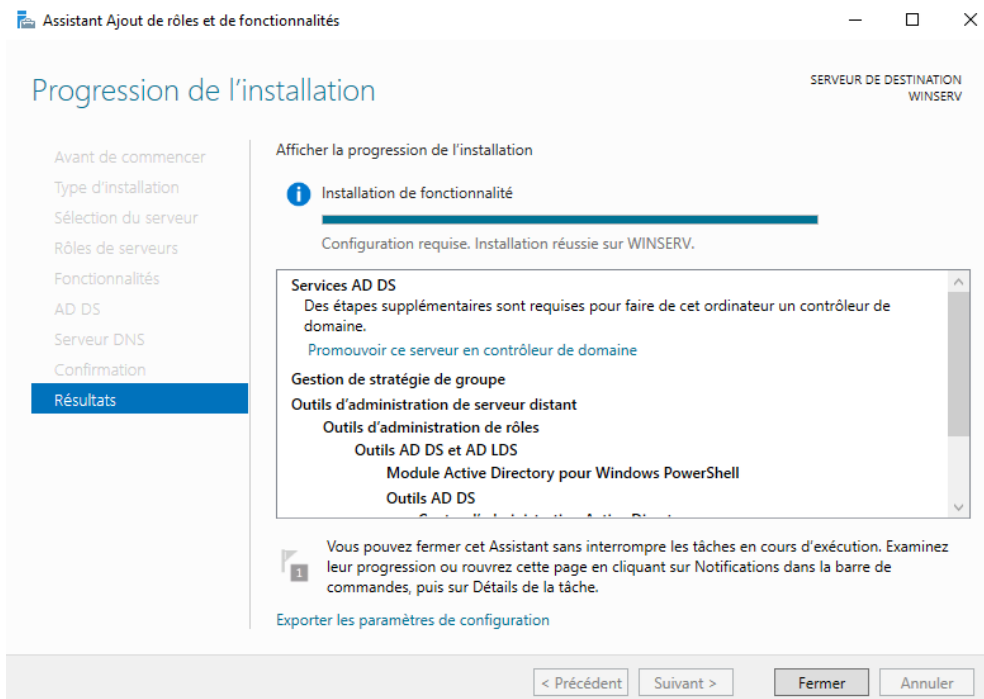 Assistant Ajout de rôles et de fonctionnalités
Progression de l'installation
SERVEUR DE DESTINATION
WINSERV
Avant de commencer
Type d'installation
Sélection du serveur
Rôles de serveurs
Fonctionnalités
AD DS
Serveur DNS
Confirmation
Résultats
Afficher la progression de l'installation
Installation de fonctionnalité
Configuration requise. Installation réussie sur WINSERV.
Services AD DS
Des étapes supplémentaires sont requises pour faire de cet ordinateur un contrôleur de
domaine.
Promouvoir ce serveur en contrôleur de domaine
Gestion de stratégie de groupe
Outils d'administration de serveur distant
Outils d'administration de rôles
Outils AD DS et AD LDS
Module Active Directory pour Windows PowerShell
Outils AD DS
1
Vous pouvez fermer cet Assistant sans interrompre les tâches en cours d'exécution. Examinez
leur progression ou rouvrez cette page en cliquant sur Notifications dans la barre de
commandes, puis sur Détails de la tâche.
Exporter les paramètres de configuration
< Précédent
Suivant >
Fermer
Annuler